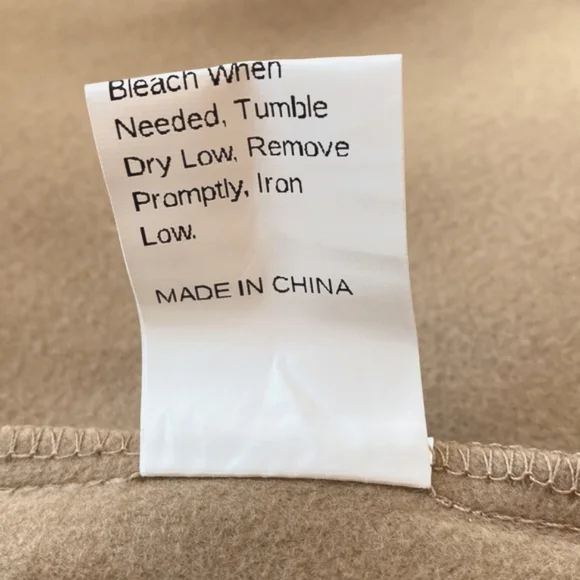 Bleach When
Needed, Tumble
Dry Low, Remove
Promptly, Iron
Low.
MADE IN CHINA